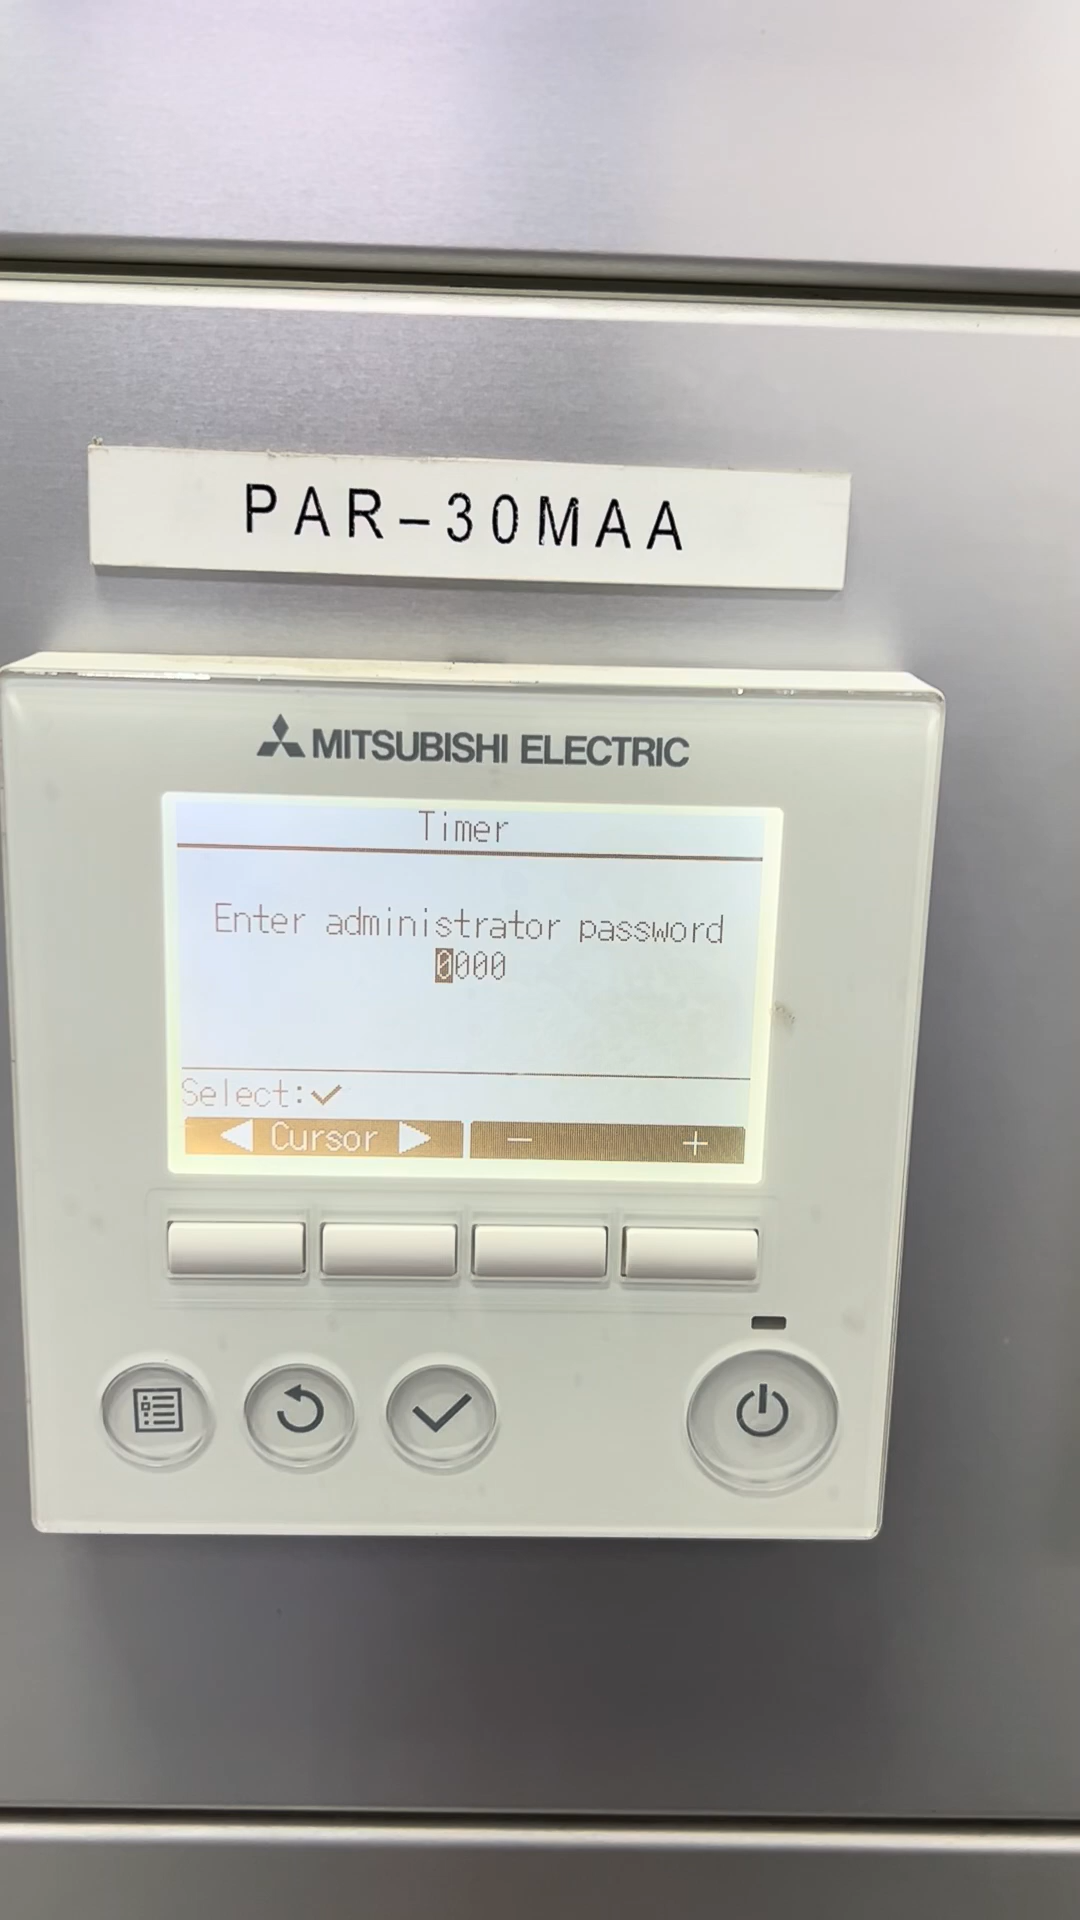 PAR-30MAA
MITSUBISHI ELECTRIC
Timer
Enter administrator password
0000
Select:✓
◀ Cursor ▶ − +